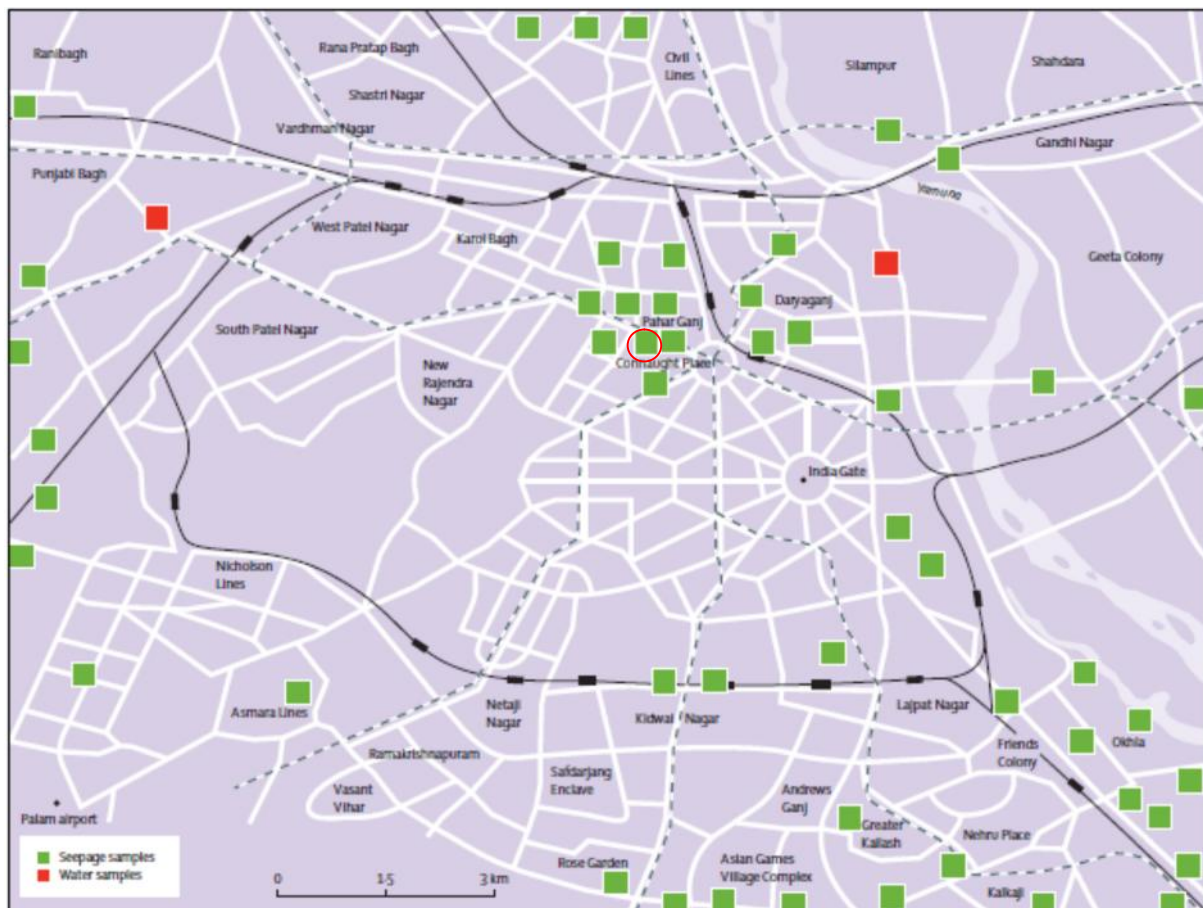 Ranibagh
Rana Pratap Bagh
Civil
Lines
Silampur
Shahdara
Shastri Nagar
Vardhman Nagar
Gandhi Nagar
Punjabi Bagh
Yamuna
West Patel Nagar
Karol Bagh
Geeta Colony
South Patel Nagar
Daryaganj
Pahar Ganj
Connaught Place
New
Rajendra
Nagar
India Gate
Nicholson
Lines
Asmara Lines
Netaji
Nagar
Kidwai Nagar
Lajpat Nagar
Ramakrishnapuram
Friends
Colony
Okhla
Safdarjang
Enclave
Vasant
Vihar
Andrews
Ganj
Palam airport
Greater
Kailash
Nehru Place
Seepage samples
Water samples
Rose Garden
Asian Games
Village Complex
Kalkaji
0 1·5 3 km